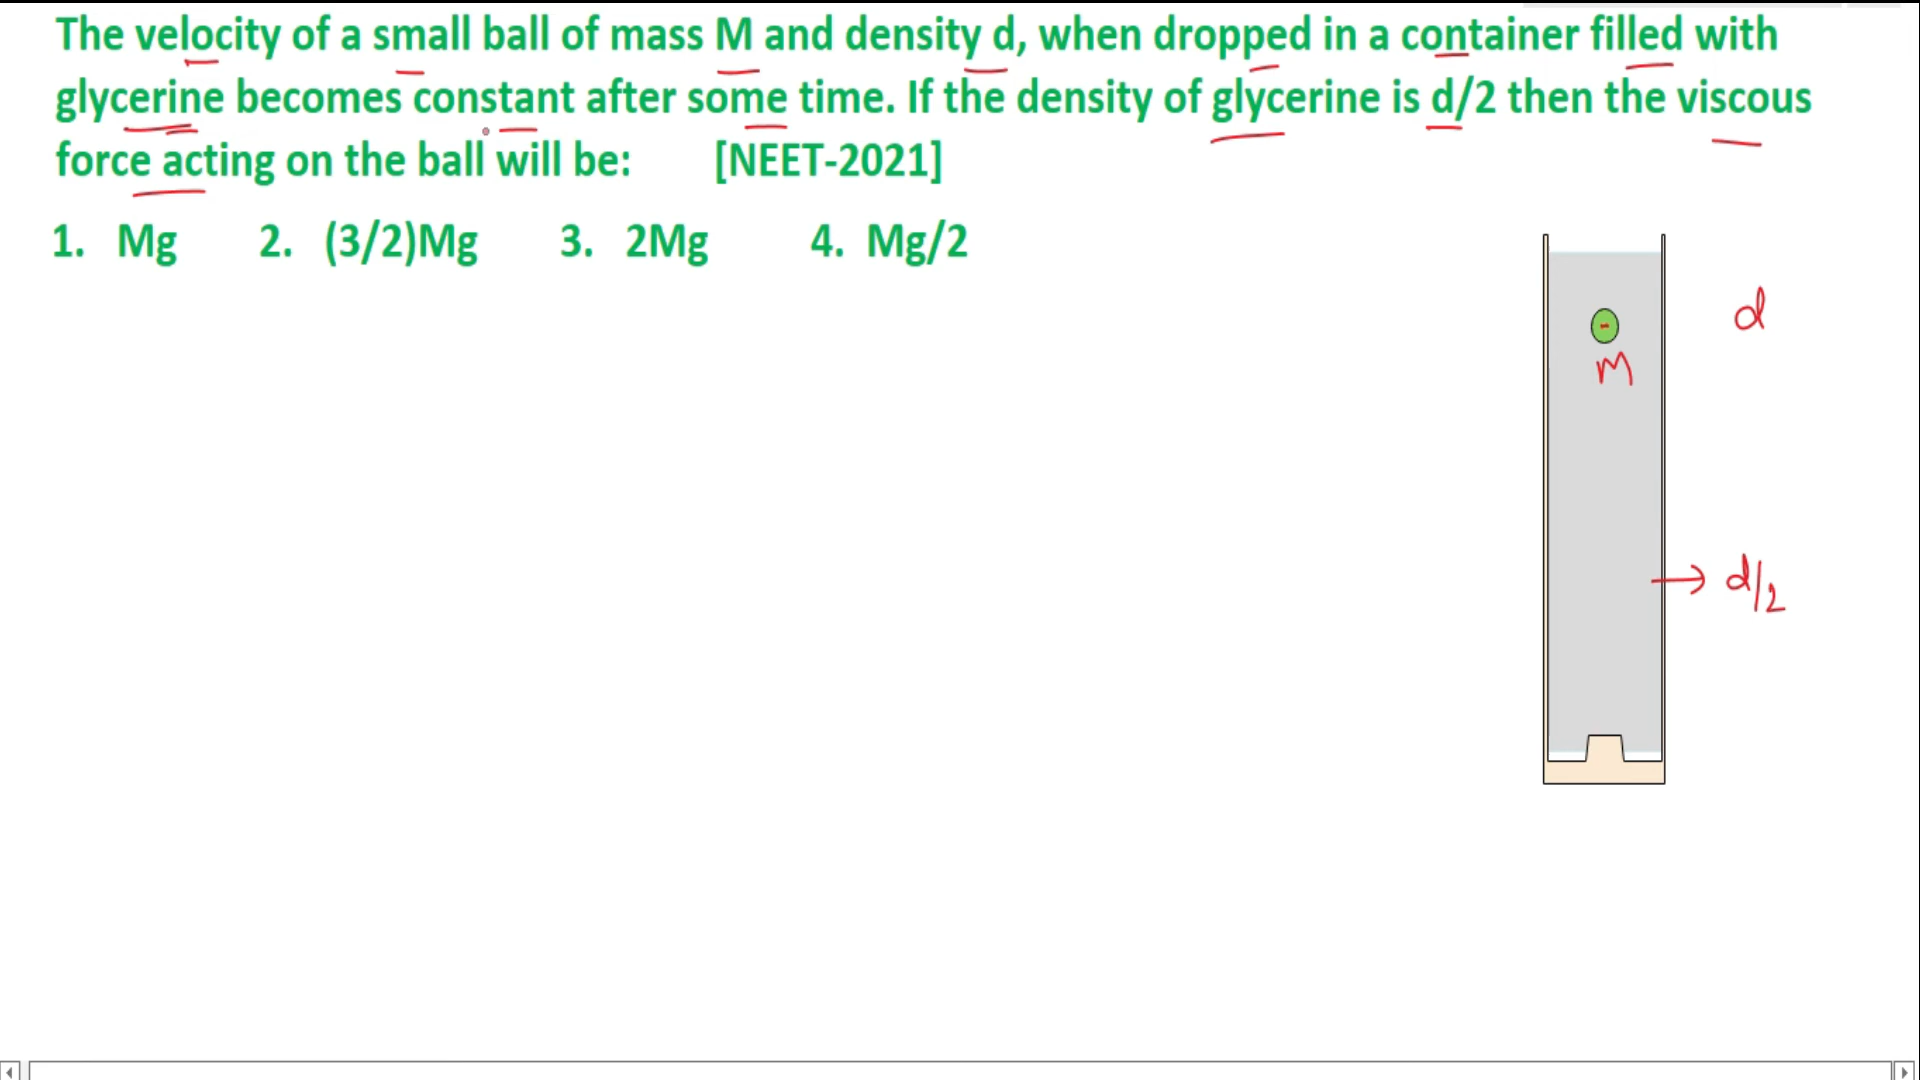 The velocity of a small ball of mass M and density d, when dropped in a container filled with
glycerine becomes constant after some time. If the density of glycerine is d/2 then the viscous
force acting on the ball will be: [NEET-2021]
1. Mg 2. (3/2)Mg 3. 2Mg 4. Mg/2
d
M
d/2